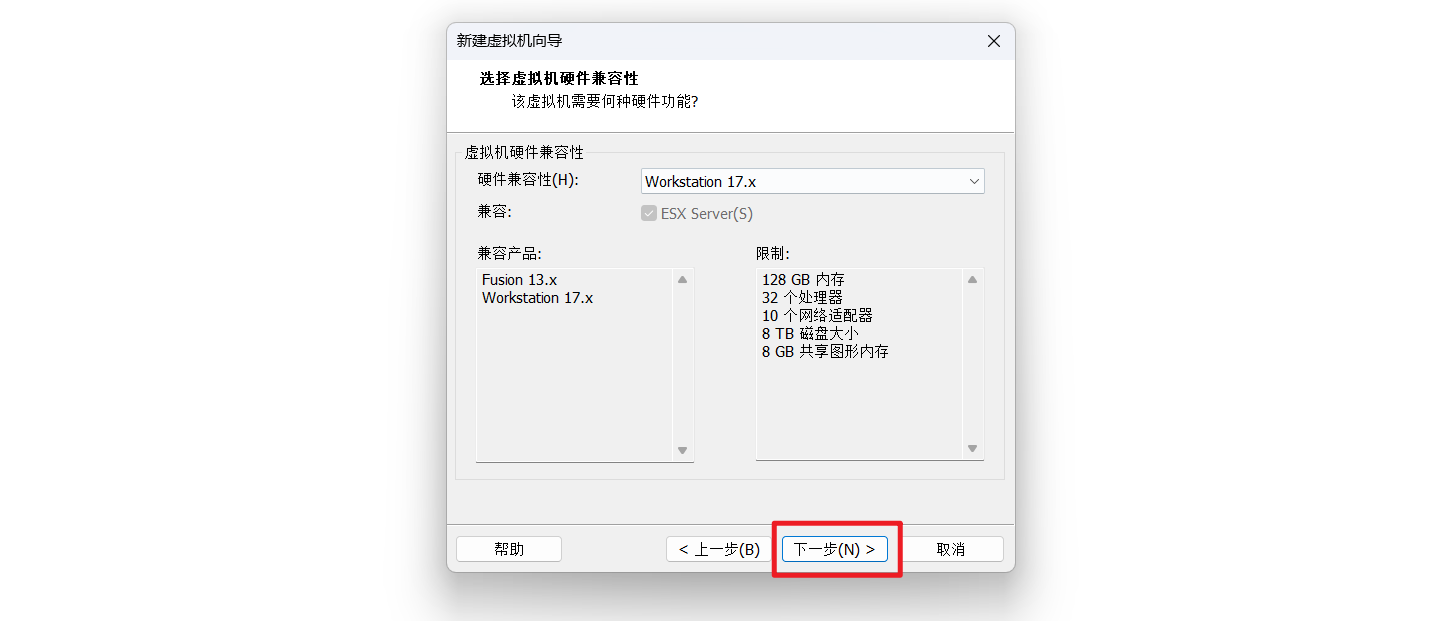 新建虚拟机向导
选择虚拟机硬件兼容性
该虚拟机需要何种硬件功能?
虚拟机硬件兼容性
硬件兼容性(H):
Workstation 17.x
兼容:
ESX Server(S)
兼容产品:
Fusion 13.x
Workstation 17.x
限制:
128 GB 内存
32 个处理器
10 个网络适配器
8 TB 磁盘大小
8 GB 共享图形内存
帮助
< 上一步(B)
下一步(N) >
取消